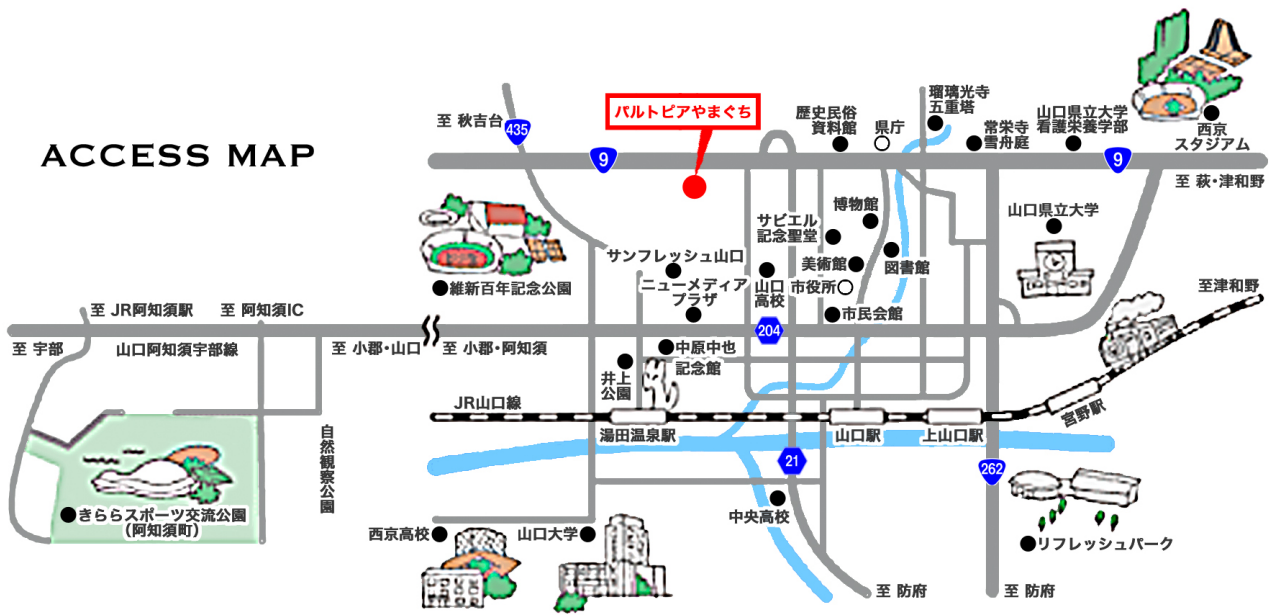 ACCESS MAP
至 秋吉台
435
パルトピアやまぐち
9
歴史民俗
資料館
県庁
瑠璃光寺
五重塔
常栄寺
雪舟庭
山口県立大学
看護栄養学部
9
西京
スタジアム
至 萩・津和野
維新百年記念公園
サンフレッシュ山口
ニューメディア
プラザ
サビエル
記念聖堂
博物館
美術館
図書館
山口
高校
市役所
市民会館
山口県立大学
至津和野
至 JR阿知須駅
至 阿知須IC
至 宇部
山口阿知須宇部線
至 小郡・山口
至 小郡・阿知須
204
中原中也
記念館
井上
公園
JR山口線
湯田温泉駅
山口駅
上山口駅
宮野駅
自然観察公園
きららスポーツ交流公園
(阿知須町)
21
262
中央高校
西京高校
山口大学
リフレッシュパーク
至 防府
至 防府